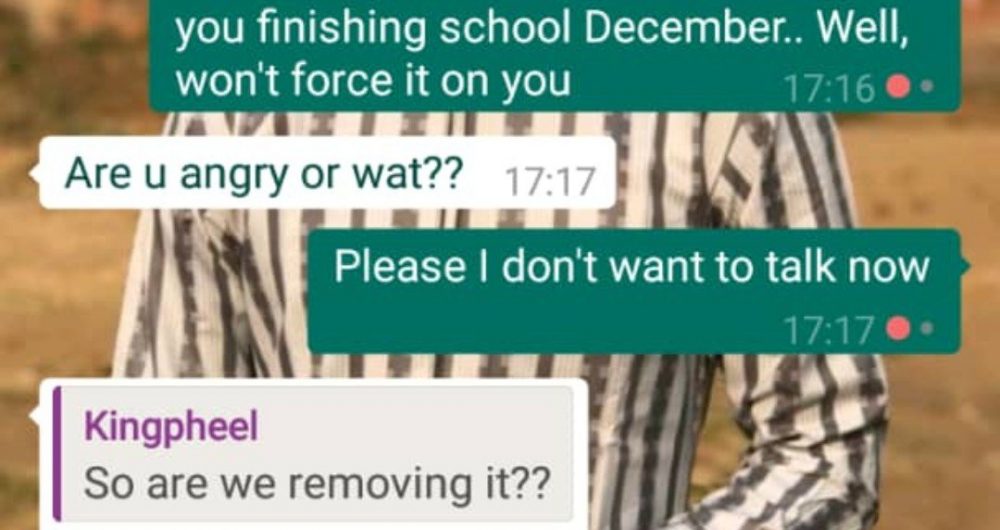 you finishing school December.. Well,
won't force it on you
17:16
Are u angry or wat??
17:17
Please I don't want to talk now
17:17
Kingpheel
So are we removing it??